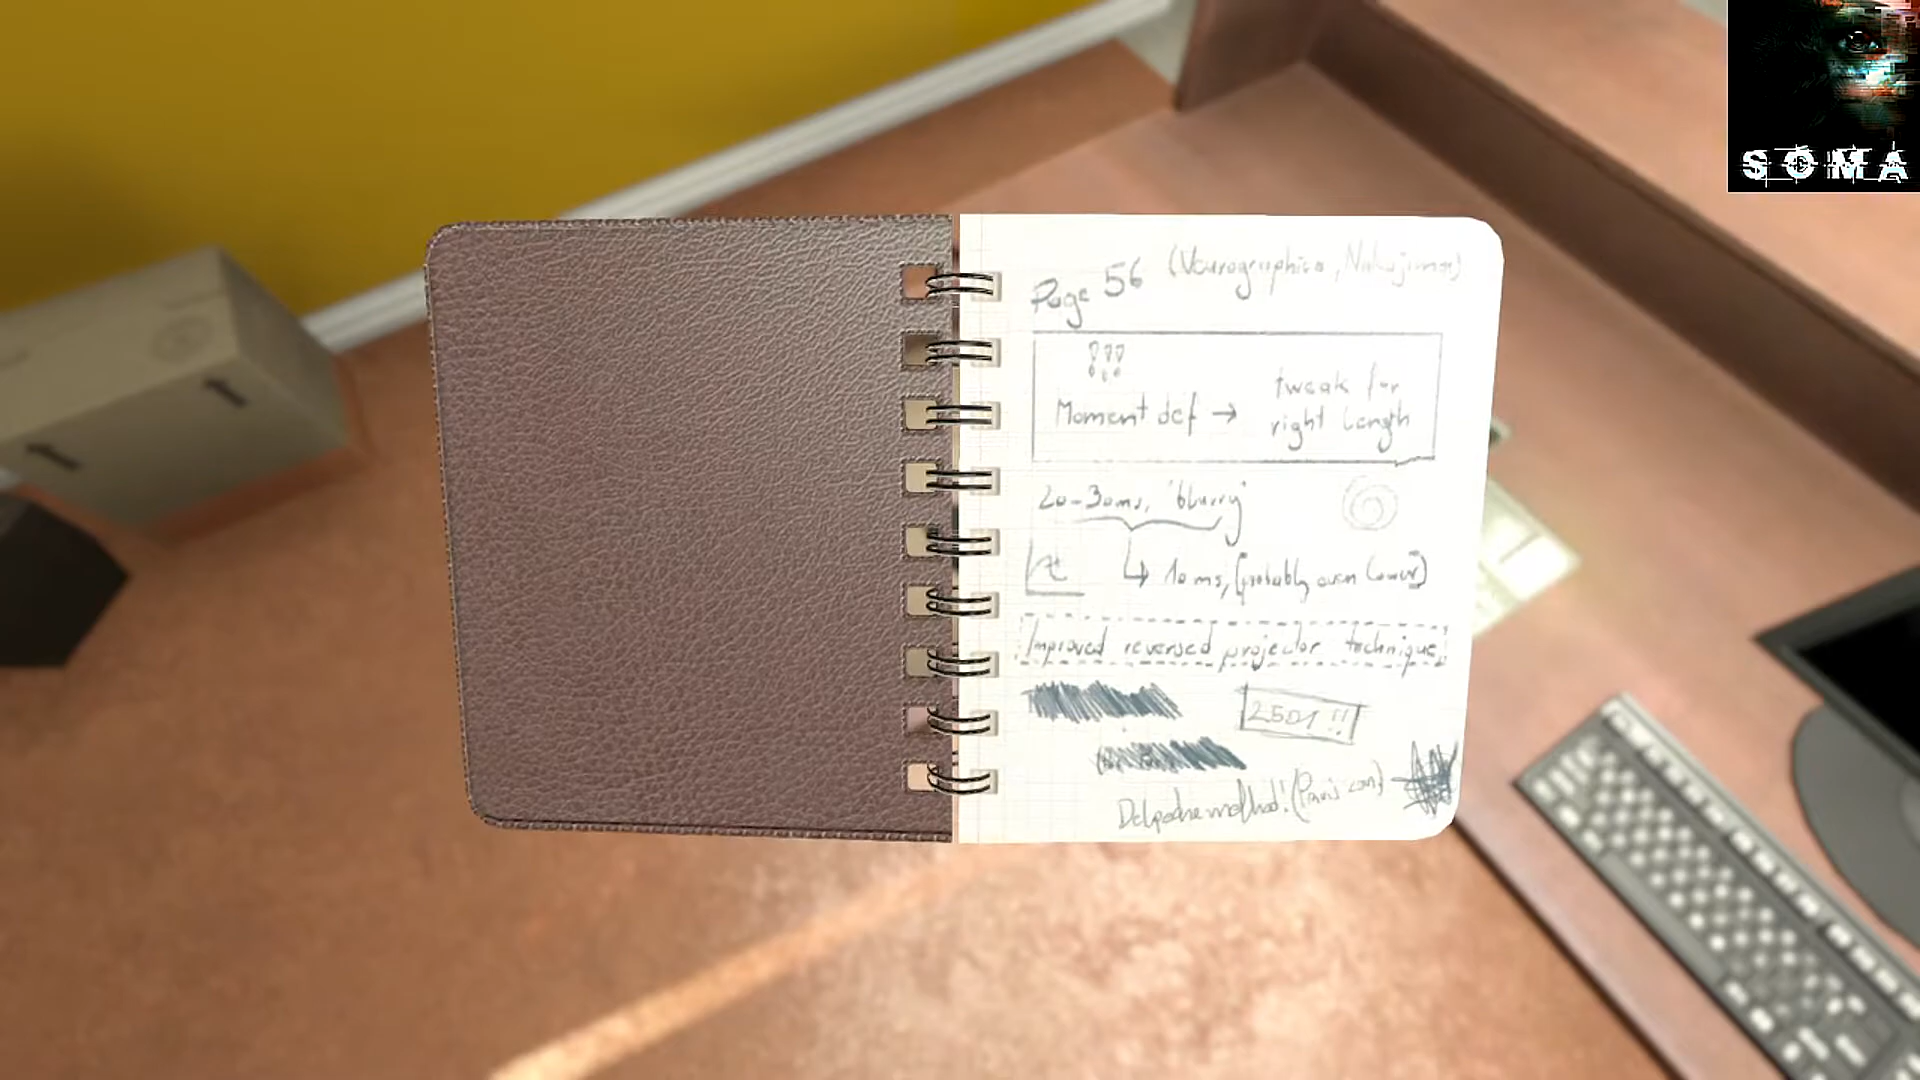 SOMA
Page 56 (Neurographics, Nakajima)
!!!
Moment def → tweak for
right length
20-30ms, 'blurry'
t
↳ 10 ms, (probably even lower)
Improved reversed projector technique
2501 !!
method! (Paris con)